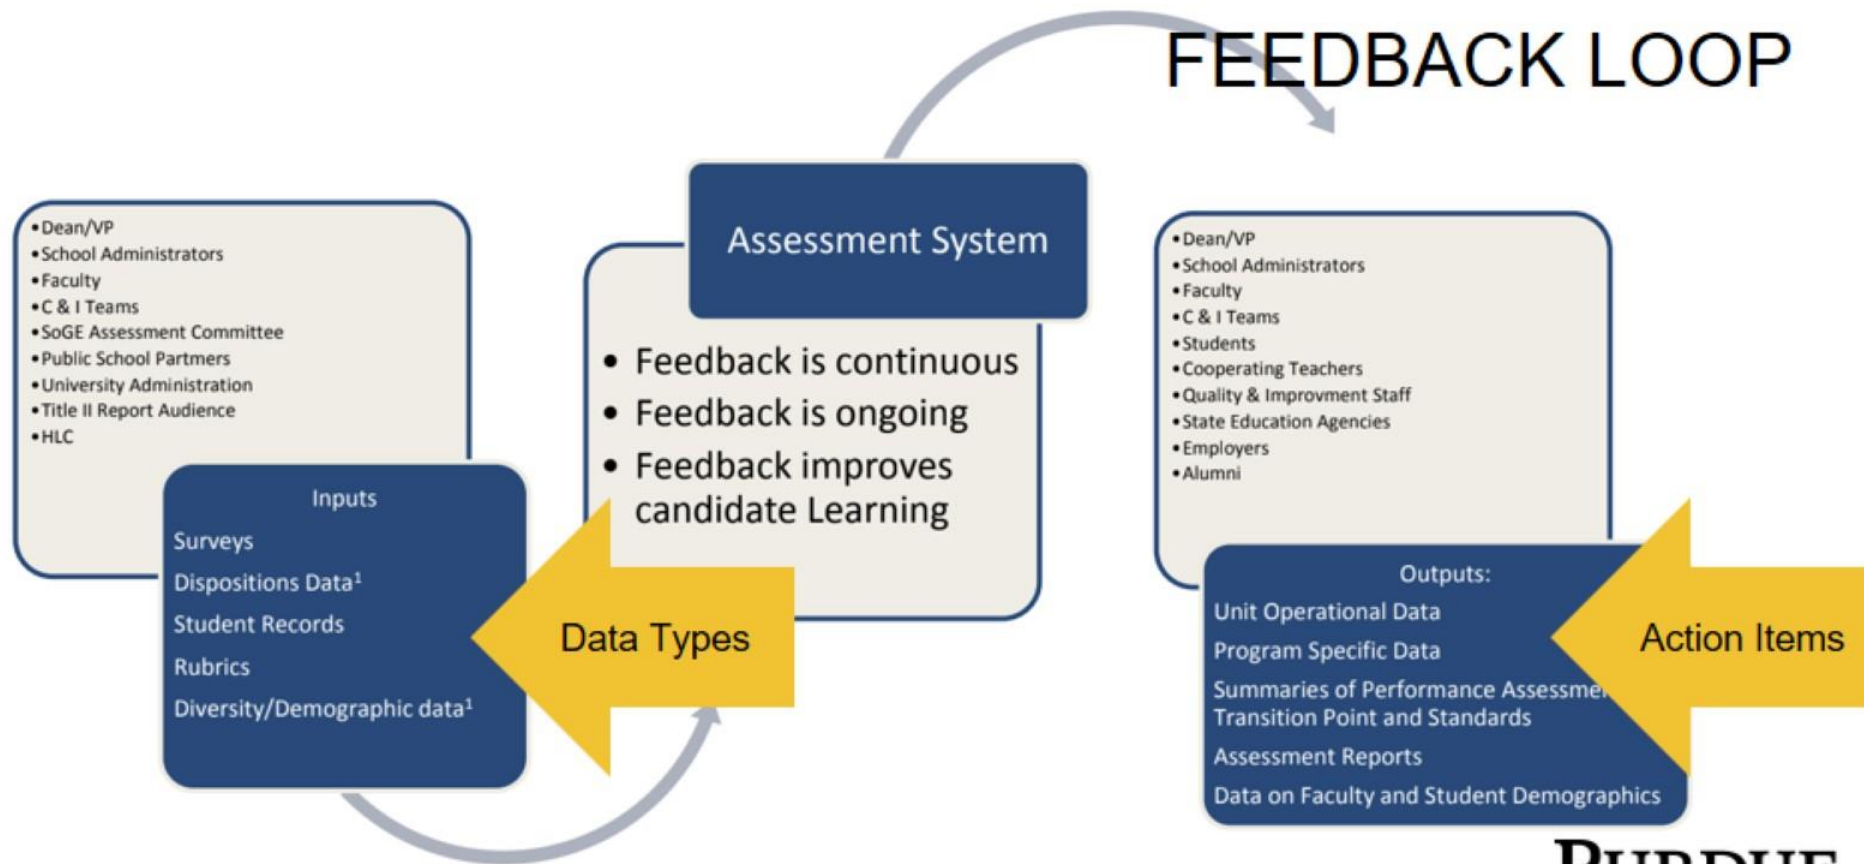 FEEDBACK LOOP
•Dean/VP
•School Administrators
•Faculty
•C & I Teams
•SoGE Assessment Committee
•Public School Partners
•University Administration
•Title II Report Audience
•HLC
Inputs
Surveys
Dispositions Data¹
Student Records
Rubrics
Diversity/Demographic data¹
Data Types
Assessment System
• Feedback is continuous
• Feedback is ongoing
• Feedback improves
candidate Learning
•Dean/VP
•School Administrators
•Faculty
•C & I Teams
•Students
•Cooperating Teachers
•Quality & Improvment Staff
•State Education Agencies
•Employers
•Alumni
Outputs:
Unit Operational Data
Program Specific Data
Summaries of Performance
Transition Point and Standards
Assessment Reports
Data on Faculty and Student Demographics
Action Items
PURDUE